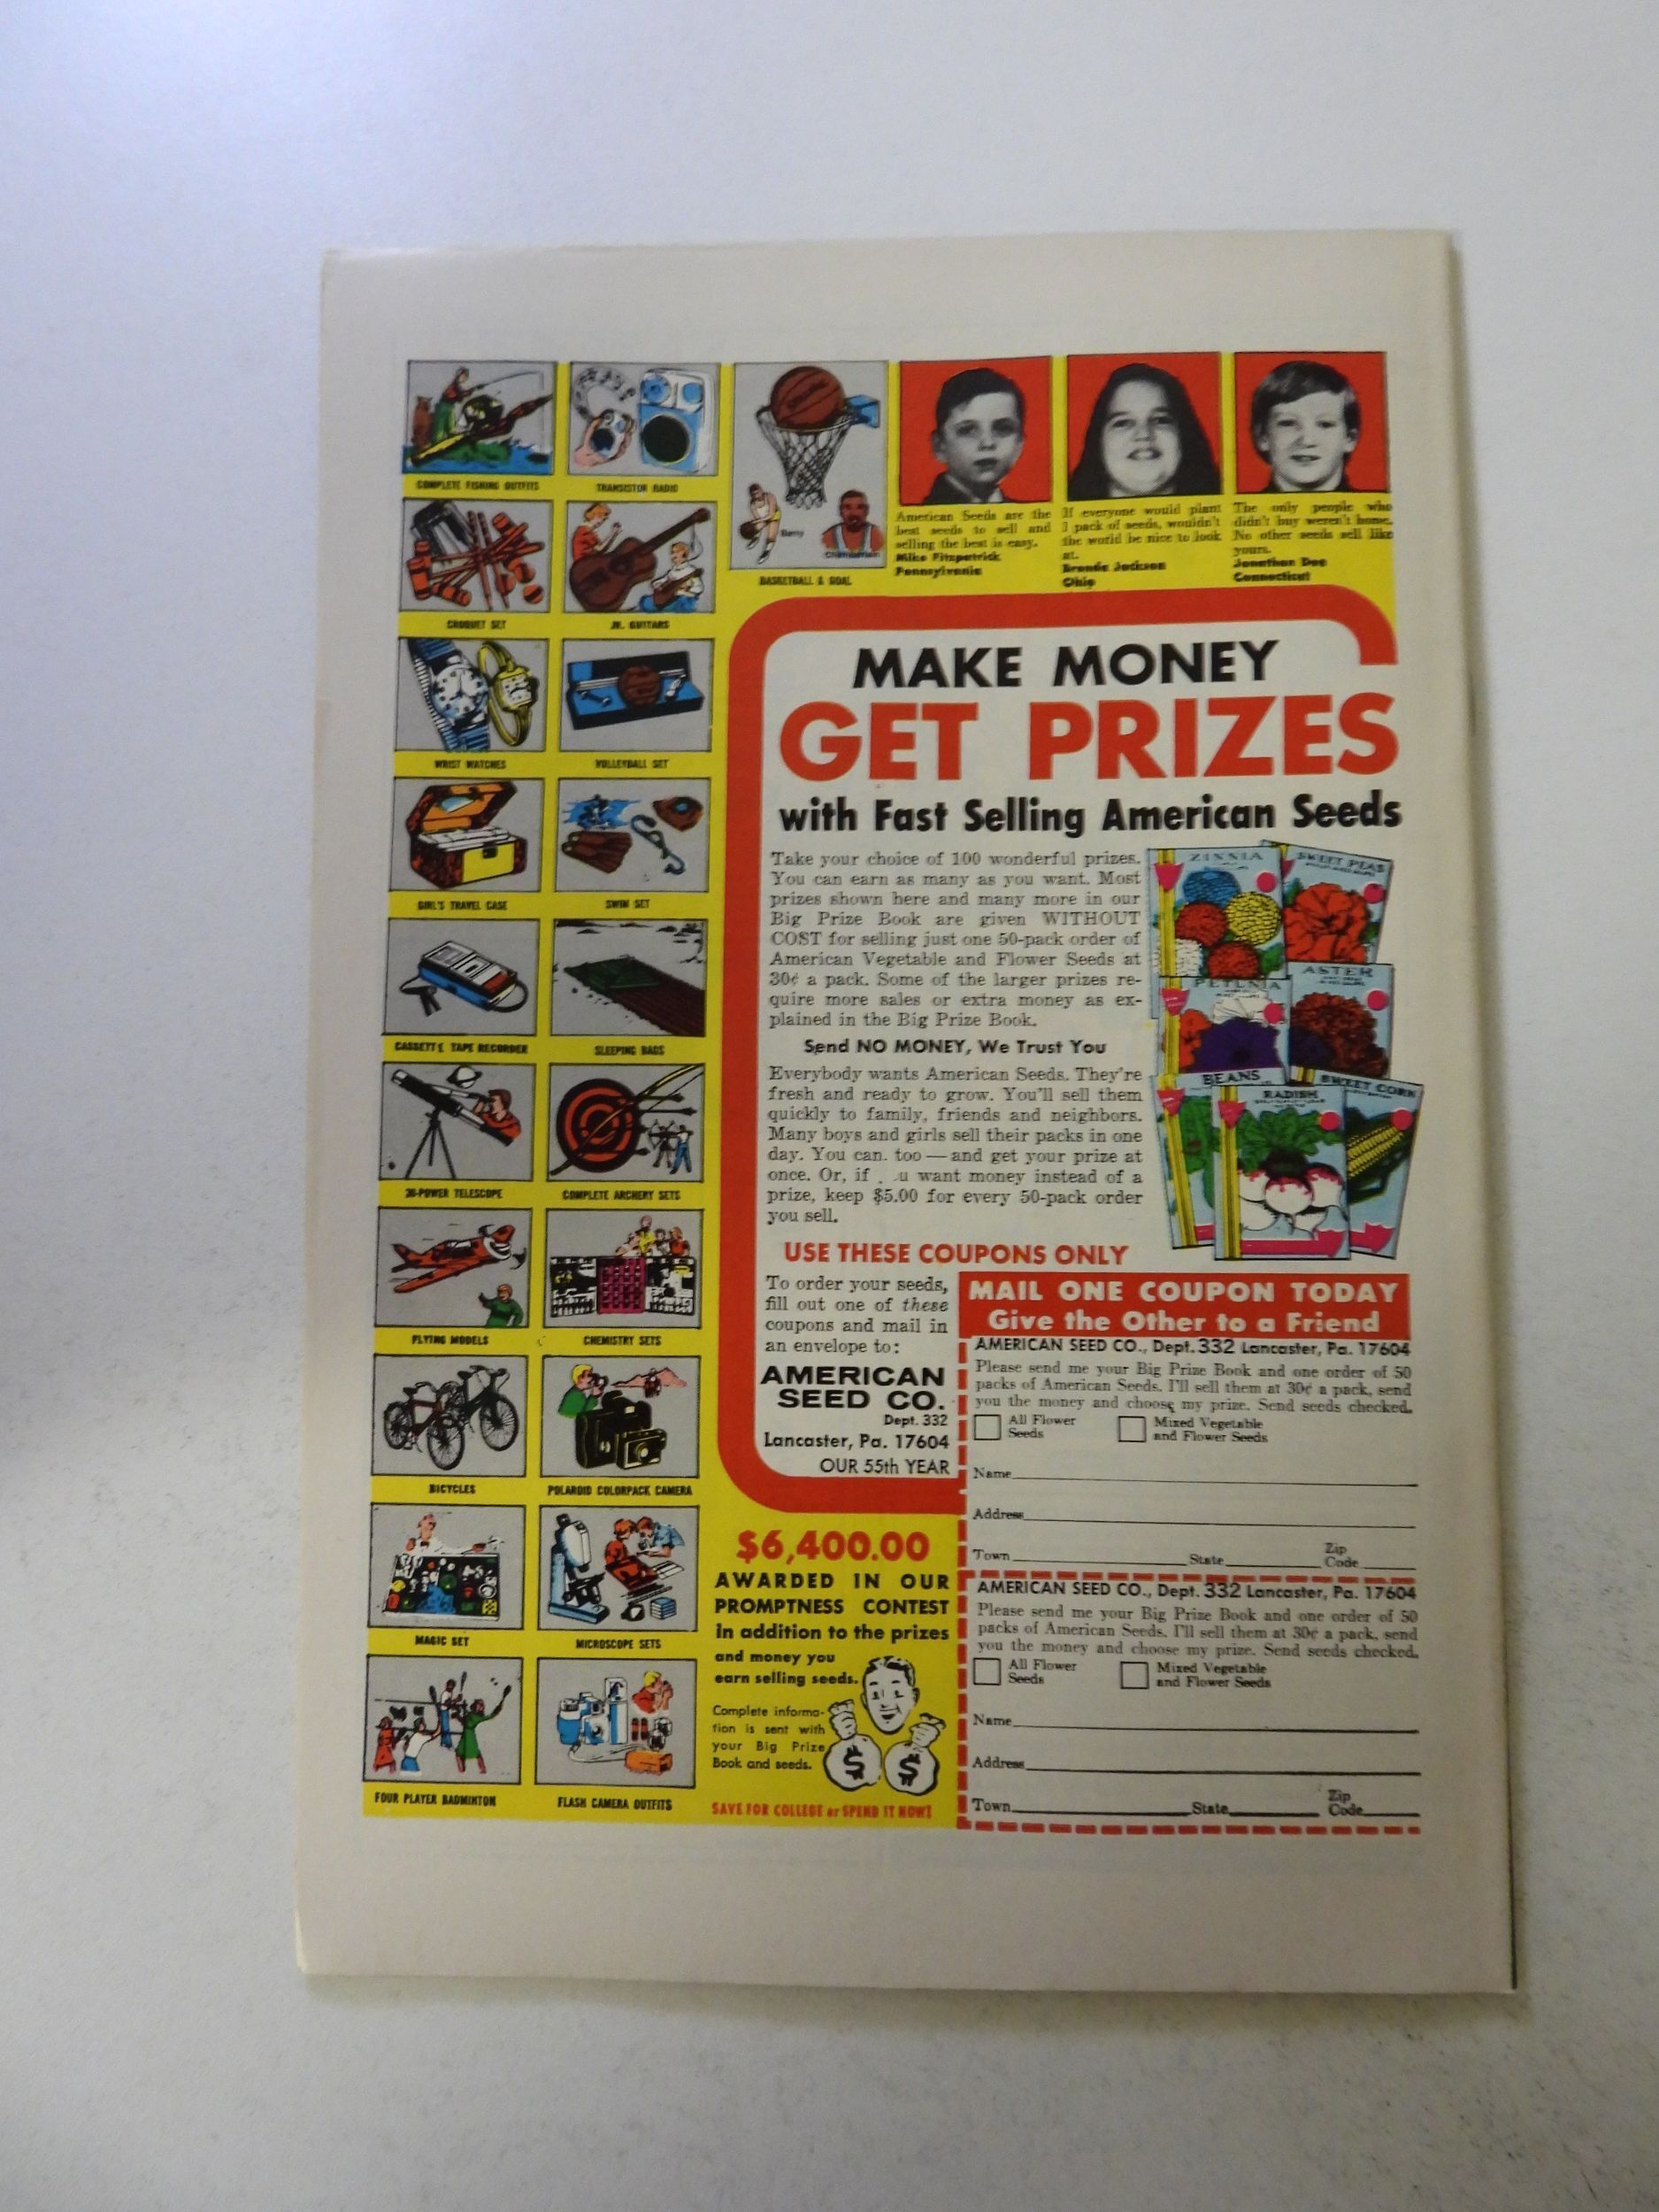 COMPLETE FISHING OUTFITS
TRANSISTOR RADIO
Barry
BASKETBALL & GOAL
American Seeds are the
best seeds to sell and
selling the best is easy.
Mike Fitzpatrick
Pennsylvania
If everyone would plant
1 pack of seeds, wouldn't
the world be nice to look
at.
Brenda Jackson
Ohio
The only people who
didn't buy weren't home.
No other seeds sell like
yours.
Jonathan Doe
Connecticut
CROQUET SET
JR. GUITARS
WRIST WATCHES
VOLLEYBALL SET
GIRL'S TRAVEL CASE
SWIM SET
CASSETTE TAPE RECORDER
SLEEPING BAGS
30-POWER TELESCOPE
COMPLETE ARCHERY SETS
FLYING MODELS
CHEMISTRY SETS
BICYCLES
POLAROID COLORPACK CAMERA
MAGIC SET
MICROSCOPE SETS
FOUR PLAYER BADMINTON
FLASH CAMERA OUTFITS
MAKE MONEY
GET PRIZES
with Fast Selling American Seeds
Take your choice of 100 wonderful prizes.
You can earn as many as you want. Most
prizes shown here and many more in our
Big Prize Book are given WITHOUT
COST for selling just one 50-pack order of
American Vegetable and Flower Seeds at
30¢ a pack. Some of the larger prizes re-
quire more sales or extra money as ex-
plained in the Big Prize Book.
Send NO MONEY, We Trust You
Everybody wants American Seeds. They're
fresh and ready to grow. You'll sell them
quickly to family, friends and neighbors.
Many boys and girls sell their packs in one
day. You can. too — and get your prize at
once. Or, if u want money instead of a
prize, keep $5.00 for every 50-pack order
you sell.
ZINNIA
SWEET PEAS
PETUNIA
ASTER
BEANS
RADISH
SWEET CORN
USE THESE COUPONS ONLY
To order your seeds,
fill out one of these
coupons and mail in
an envelope to:
AMERICAN
SEED CO.
Dept. 332
Lancaster, Pa. 17604
OUR 55th YEAR
MAIL ONE COUPON TODAY
Give the Other to a Friend
AMERICAN SEED CO., Dept. 332 Lancaster, Pa. 17604
Please send me your Big Prize Book and one order of 50
packs of American Seeds. I'll sell them at 30¢ a pack, send
you the money and choose my prize. Send seeds checked.
All Flower
Seeds
Mixed Vegetable
and Flower Seeds
Name
Address
Town State Zip
Code
AMERICAN SEED CO., Dept. 332 Lancaster, Pa. 17604
Please send me your Big Prize Book and one order of 50
packs of American Seeds. I'll sell them at 30¢ a pack, send
you the money and choose my prize. Send seeds checked.
All Flower
Seeds
Mixed Vegetable
and Flower Seeds
Name
Address
Town State Zip
Code
$6,400.00
AWARDED IN OUR
PROMPTNESS CONTEST
In addition to the prizes
and money you
earn selling seeds.
Complete informa-
tion is sent with
your Big Prize
Book and seeds.
$ $
SAVE FOR COLLEGE or SPEND IT NOW!